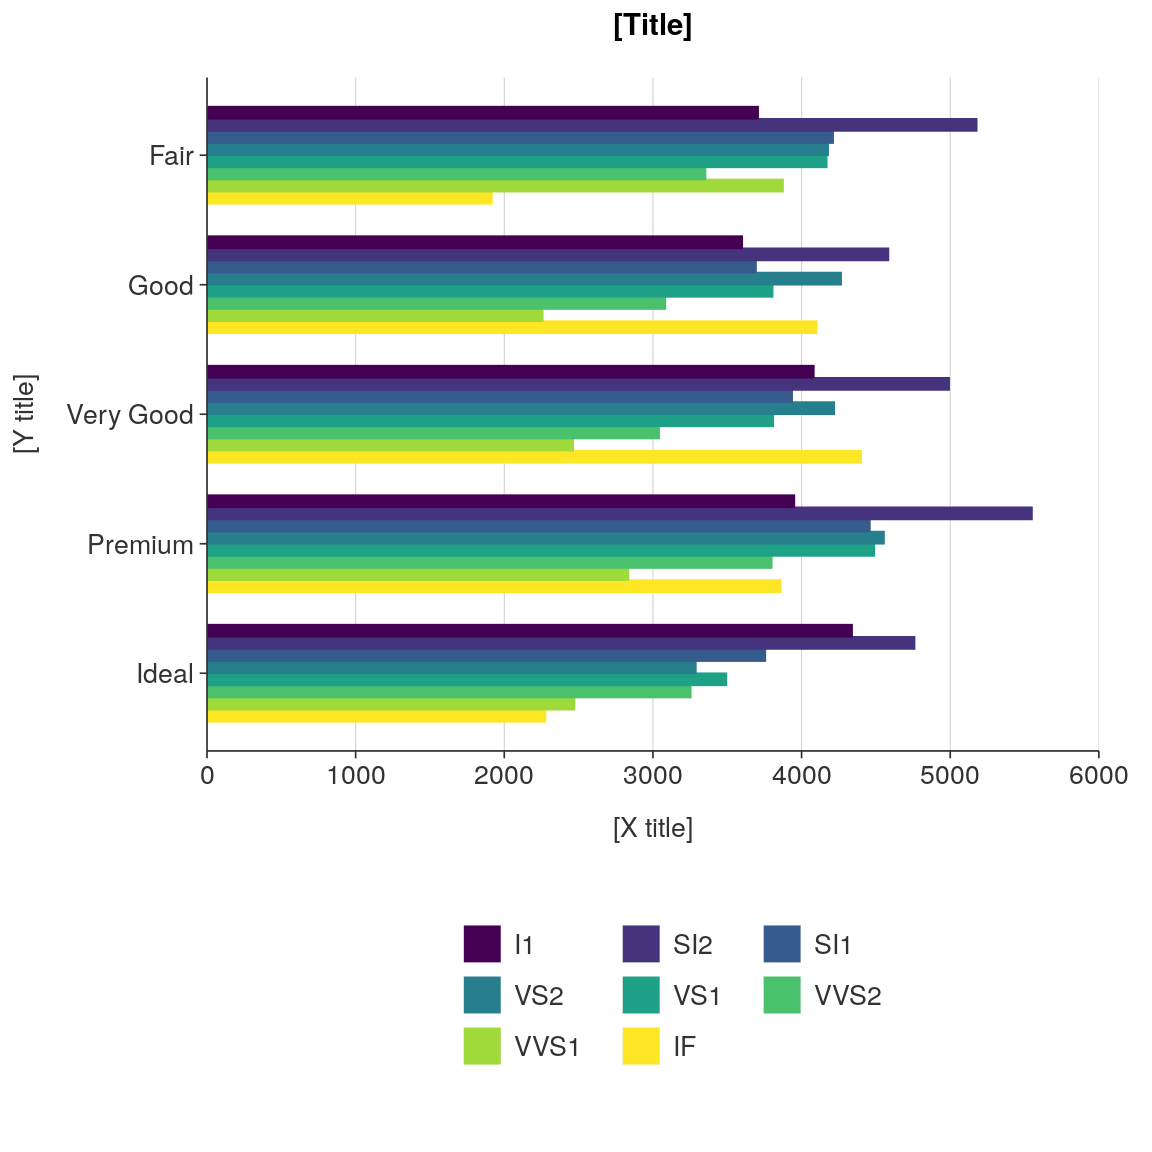 [Title]
Fair
Good
Very Good
Premium
Ideal
[Y title]
0 1000 2000 3000 4000 5000 6000
[X title]
I1 SI2 SI1
VS2 VS1 VVS2
VVS1 IF